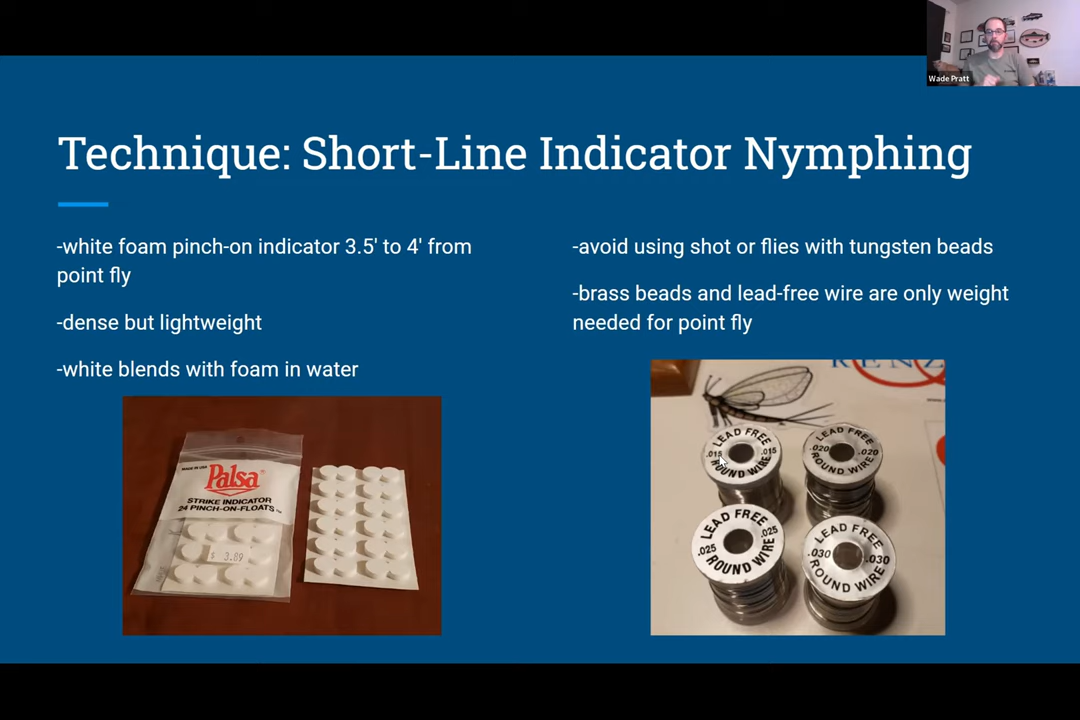 Wade Pratt
Technique: Short-Line Indicator Nymphing
-white foam pinch-on indicator 3.5' to 4' from
point fly
-dense but lightweight
-white blends with foam in water
-avoid using shot or flies with tungsten beads
-brass beads and lead-free wire are only weight
needed for point fly
MADE IN USA
Palsa
STRIKE INDICATOR
24 PINCH-ON-FLOATS™
$ 3.89
RENZ
LEAD FREE
.015 .015
ROUND WIRE
LEAD FREE
.020 .020
ROUND WIRE
LEAD FREE
.025 .025
ROUND WIRE
LEAD FREE
.030 .030
ROUND WIRE